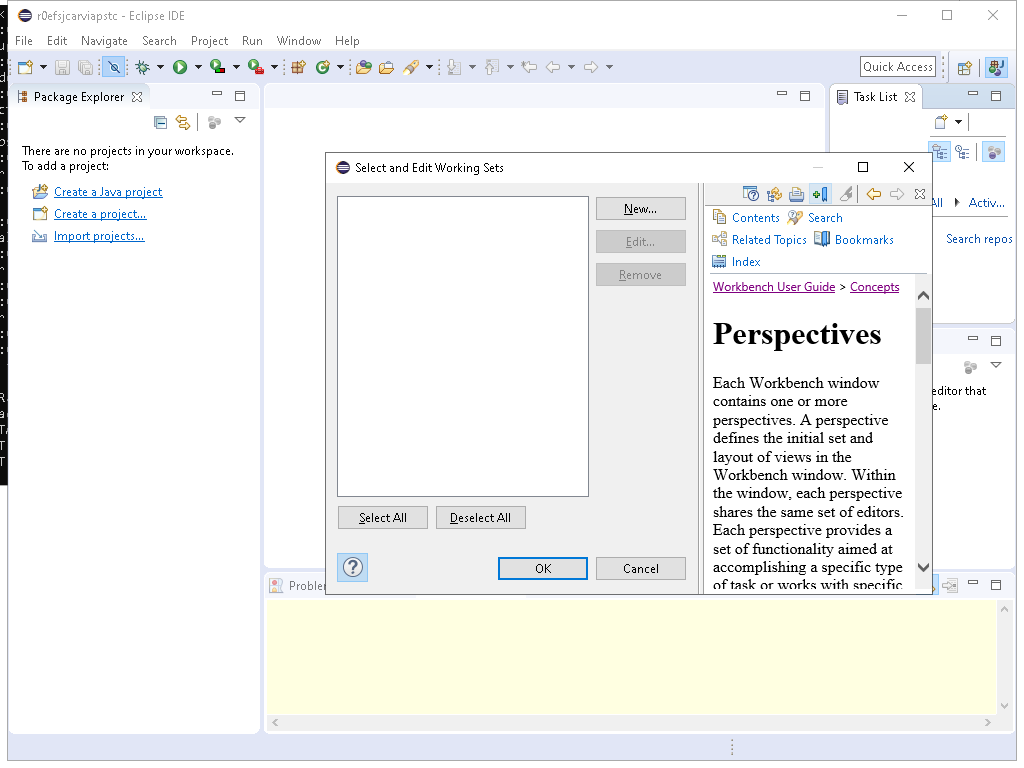 r0efsjcarviapstc - Eclipse IDE
File Edit Navigate Search Project Run Window Help
Quick Access
Package Explorer
Task List
There are no projects in your workspace.
To add a project:
Create a Java project
Create a project...
Import projects...
Select and Edit Working Sets
New...
Edit...
Remove
Select All
Deselect All
OK
Cancel
Contents Search
Related Topics Bookmarks
Index
Workbench User Guide > Concepts
Perspectives
Each Workbench window
contains one or more
perspectives. A perspective
defines the initial set and
layout of views in the
Workbench window. Within
the window, each perspective
shares the same set of editors.
Each perspective provides a
set of functionality aimed at
accomplishing a specific type
of task or works with specific
All Activ...
Search repos
editor that
e.
Problem